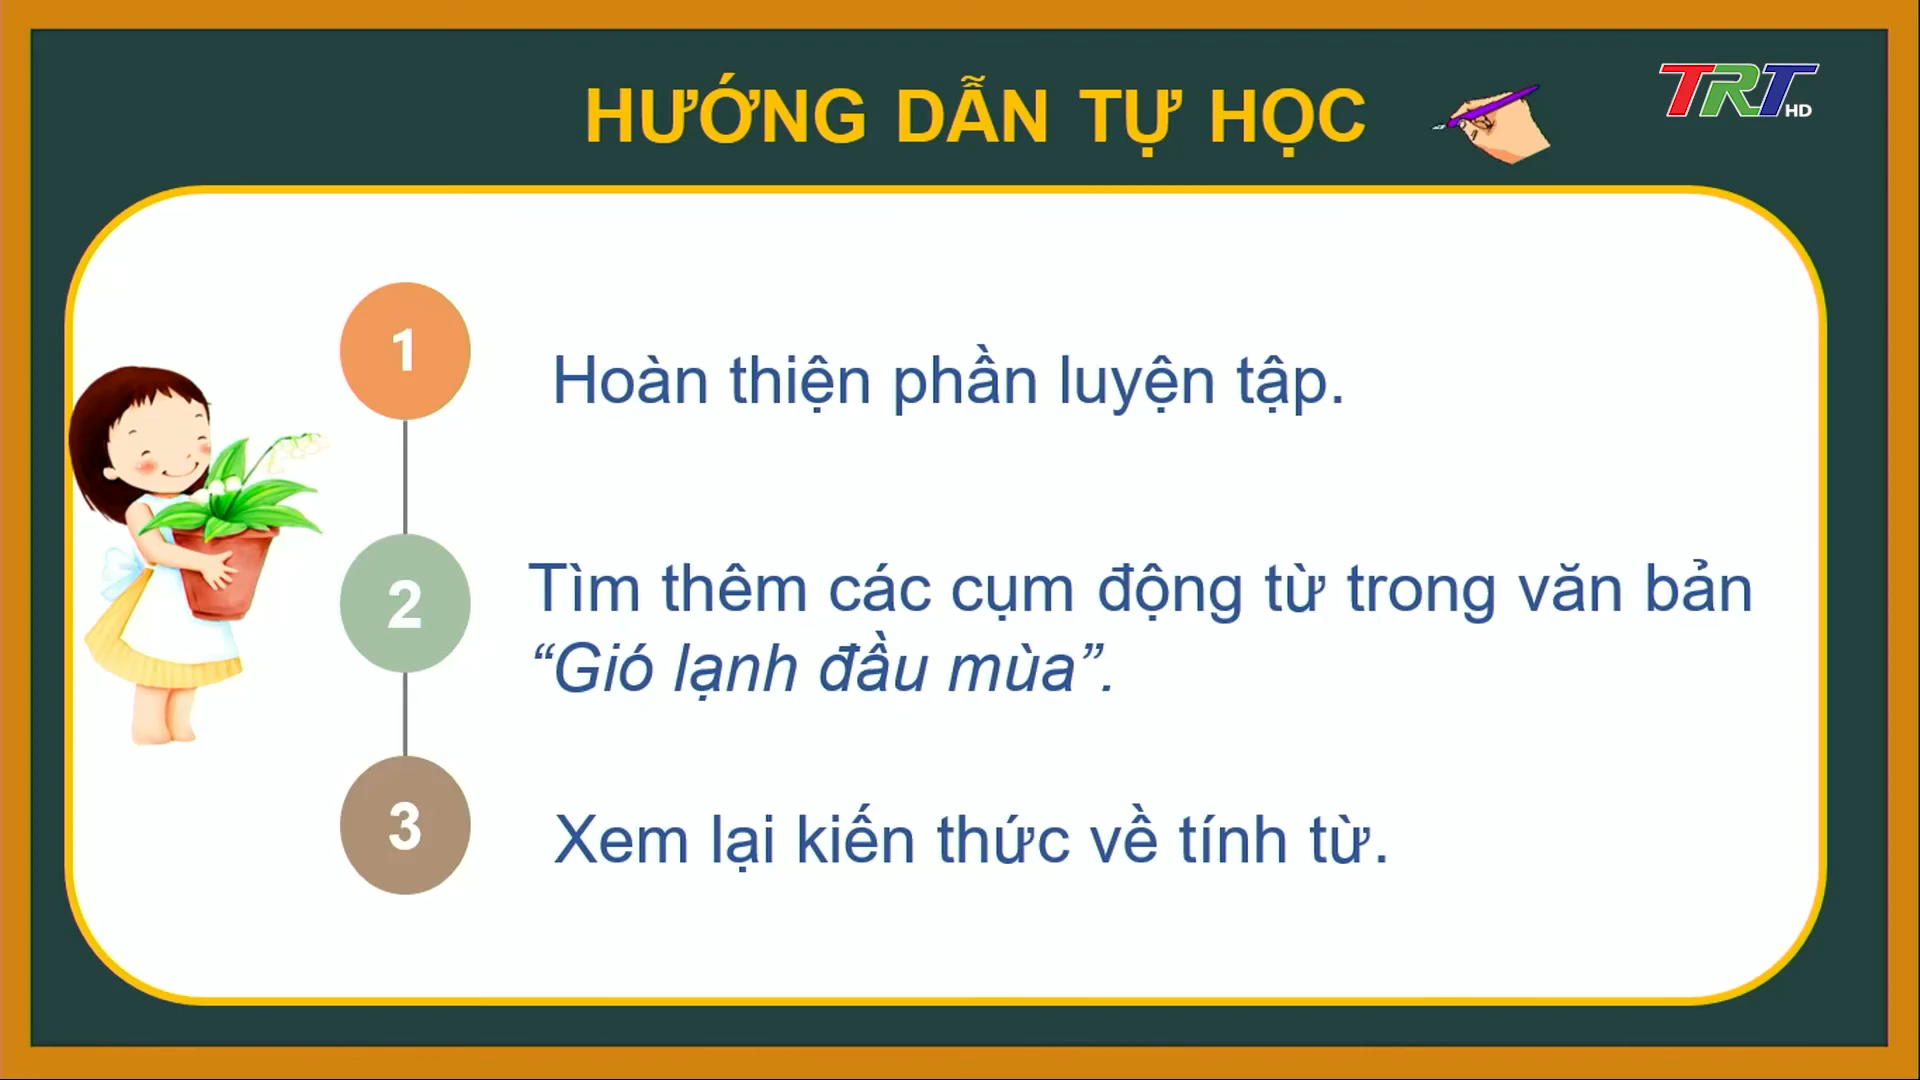 HƯỚNG DẪN TỰ HỌC
TRT HD
1
Hoàn thiện phần luyện tập.
2
Tìm thêm các cụm động từ trong văn bản
“Gió lạnh đầu mùa”.
3
Xem lại kiến thức về tính từ.